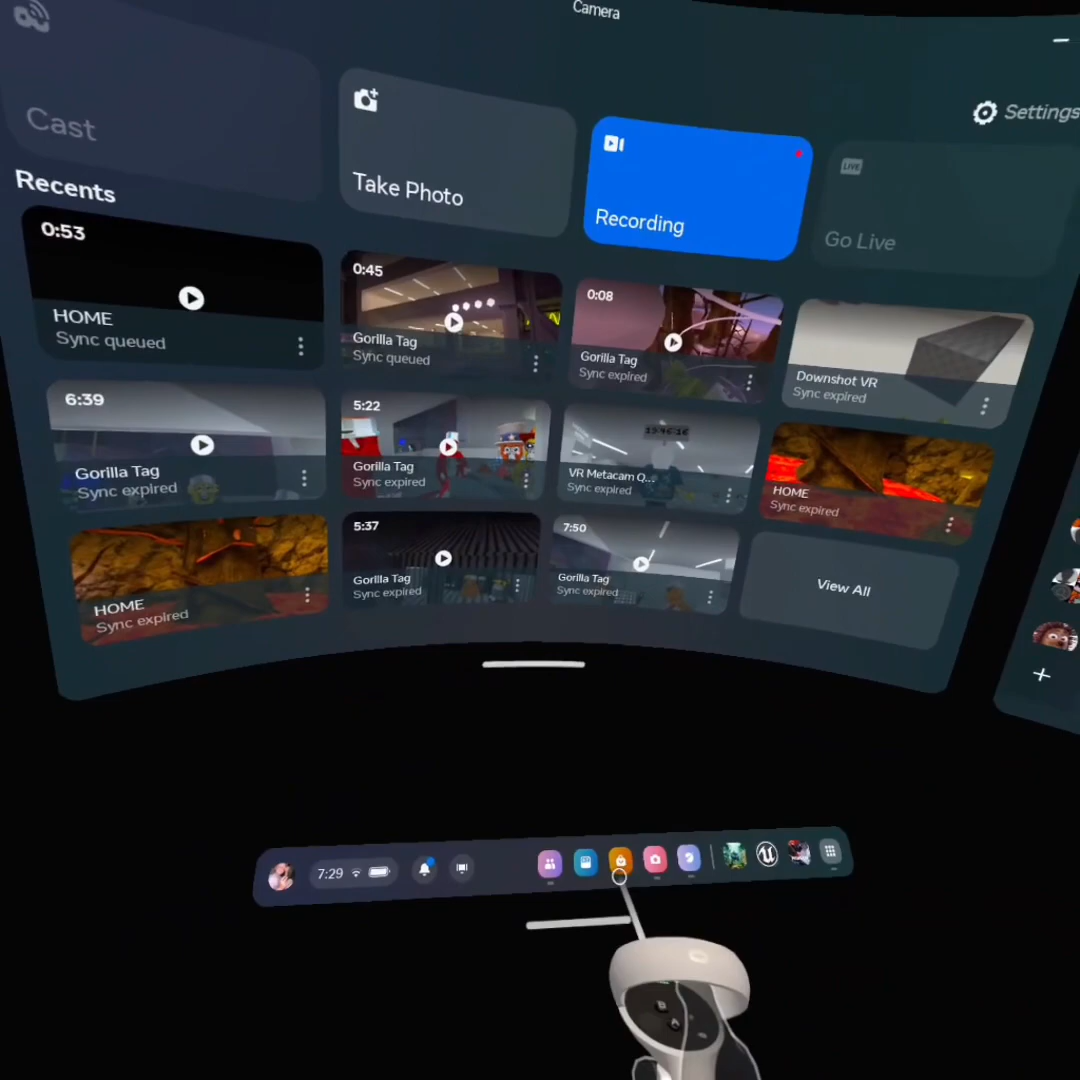 Camera
Settings
Cast
Take Photo
Recording
LIVE
Go Live
Recents
0:53
HOME
Sync queued
0:45
Gorilla Tag
Sync queued
0:08
Gorilla Tag
Sync expired
Downshot VR
Sync expired
6:39
Gorilla Tag
Sync expired
5:22
Gorilla Tag
Sync expired
VR Metacam Q...
Sync expired
HOME
Sync expired
HOME
Sync expired
5:37
Gorilla Tag
Sync expired
7:50
Gorilla Tag
Sync expired
View All
7:29